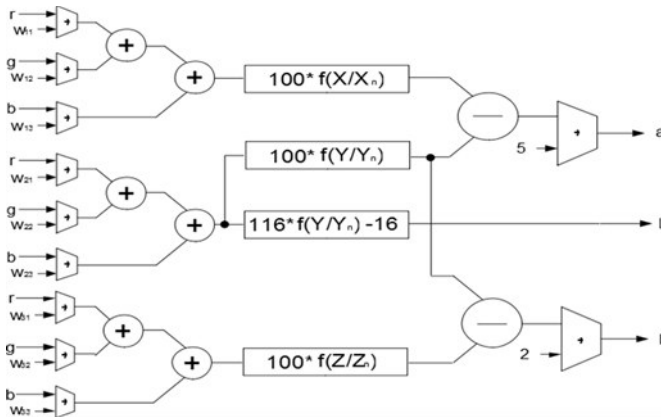 r
W11
+
g
W12
b
W13
+
100* f(X/Xn)
—
5
*
a
r
W21
g
W22
+
b
W23
+
100* f(Y/Yn)
116*f(Y/Yn) -16
r
W31
g
W32
+
b
W33
+
100* f(Z/Zn)
—
2
*